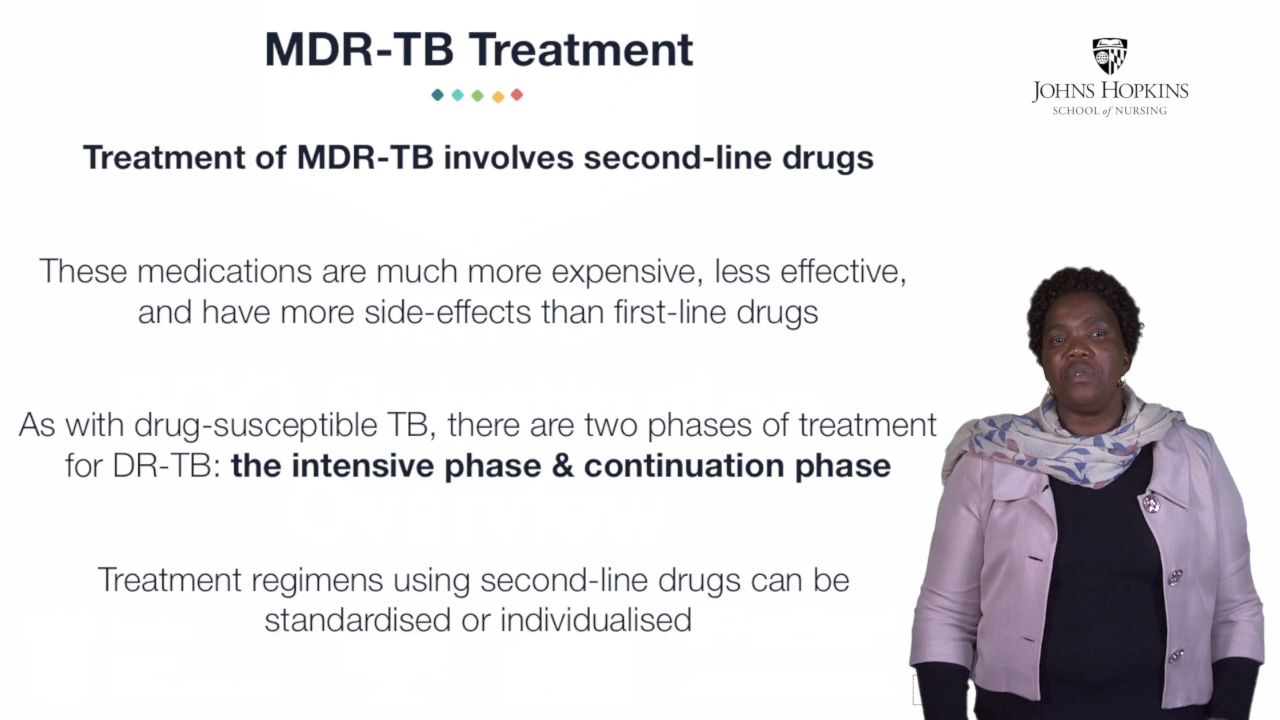 MDR-TB Treatment
JOHNS HOPKINS
SCHOOL of NURSING
Treatment of MDR-TB involves second-line drugs
These medications are much more expensive, less effective,
and have more side-effects than first-line drugs
As with drug-susceptible TB, there are two phases of treatment
for DR-TB: the intensive phase & continuation phase
Treatment regimens using second-line drugs can be
standardised or individualised